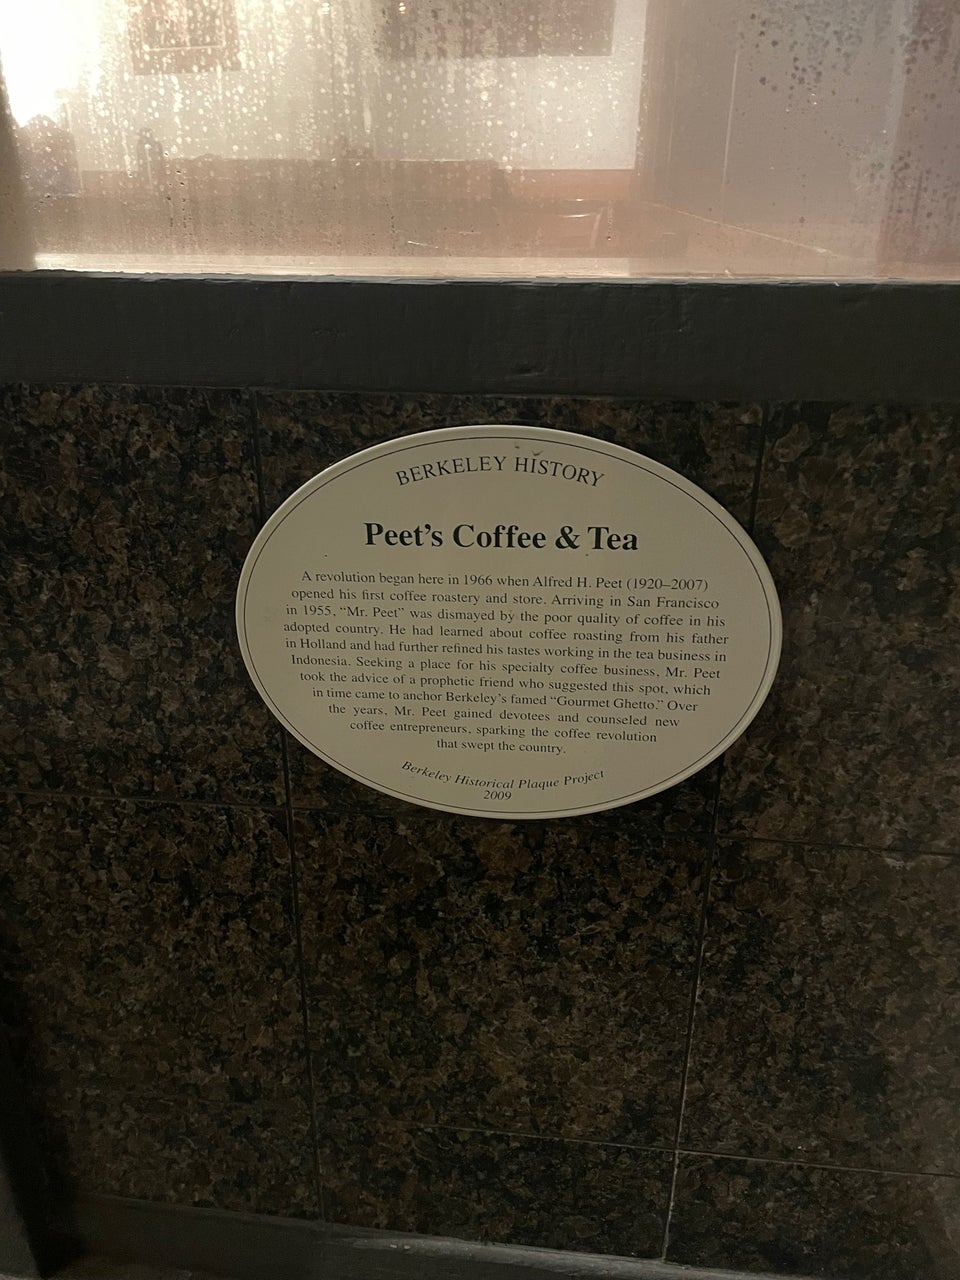 BERKELEY HISTORY
Peet's Coffee & Tea
A revolution began here in 1966 when Alfred H. Peet (1920–2007)
opened his first coffee roastery and store. Arriving in San Francisco
in 1955, “Mr. Peet” was dismayed by the poor quality of coffee in his
adopted country. He had learned about coffee roasting from his father
in Holland and had further refined his tastes working in the tea business in
Indonesia. Seeking a place for his specialty coffee business, Mr. Peet
took the advice of a prophetic friend who suggested this spot, which
in time came to anchor Berkeley's famed “Gourmet Ghetto.” Over
the years, Mr. Peet gained devotees and counseled new
coffee entrepreneurs, sparking the coffee revolution
that swept the country.
Berkeley Historical Plaque Project
2009